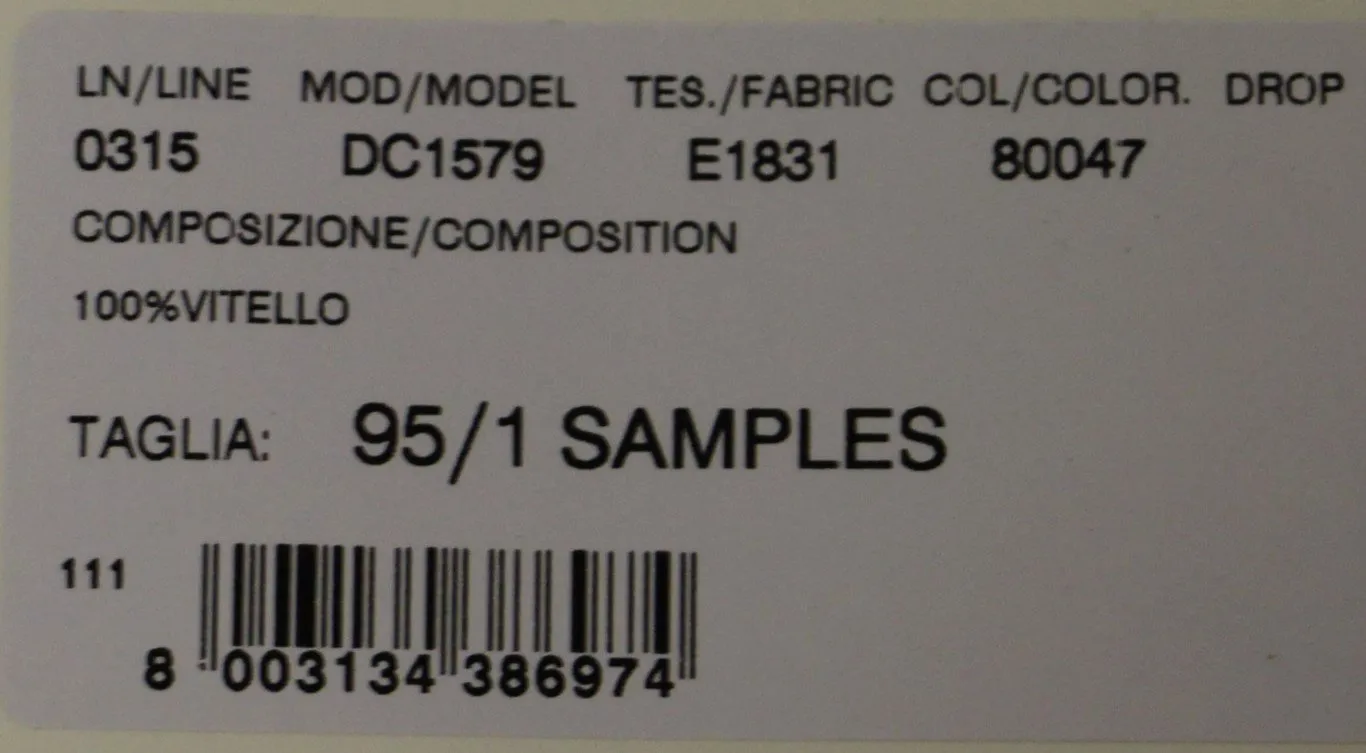 LN/LINE MOD/MODEL TES./FABRIC COL/COLOR. DROP
0315 DC1579 E1831 80047
COMPOSIZIONE/COMPOSITION
100%VITELLO
TAGLIA: 95/1 SAMPLES
111
8 003134 386974